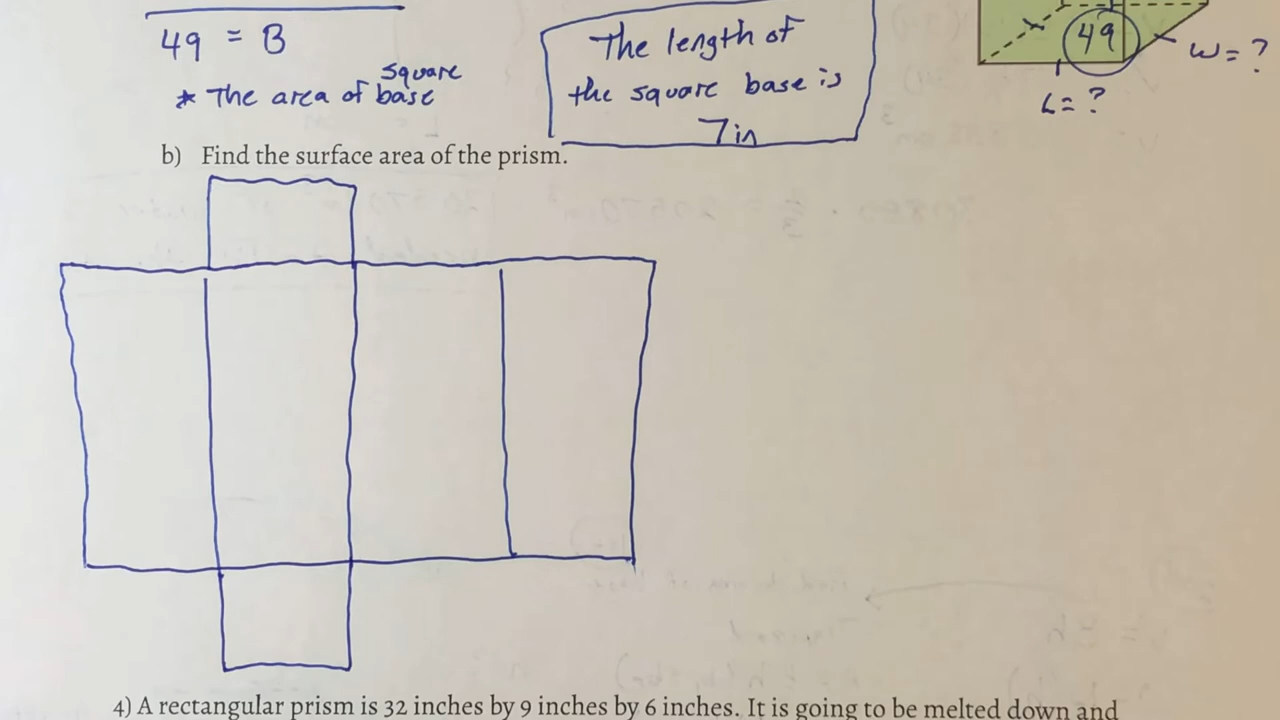 49 = B
* The area of square base
The length of
the square base is
7in
49
w = ?
L = ?
b) Find the surface area of the prism.
4) A rectangular prism is 32 inches by 9 inches by 6 inches. It is going to be melted down and